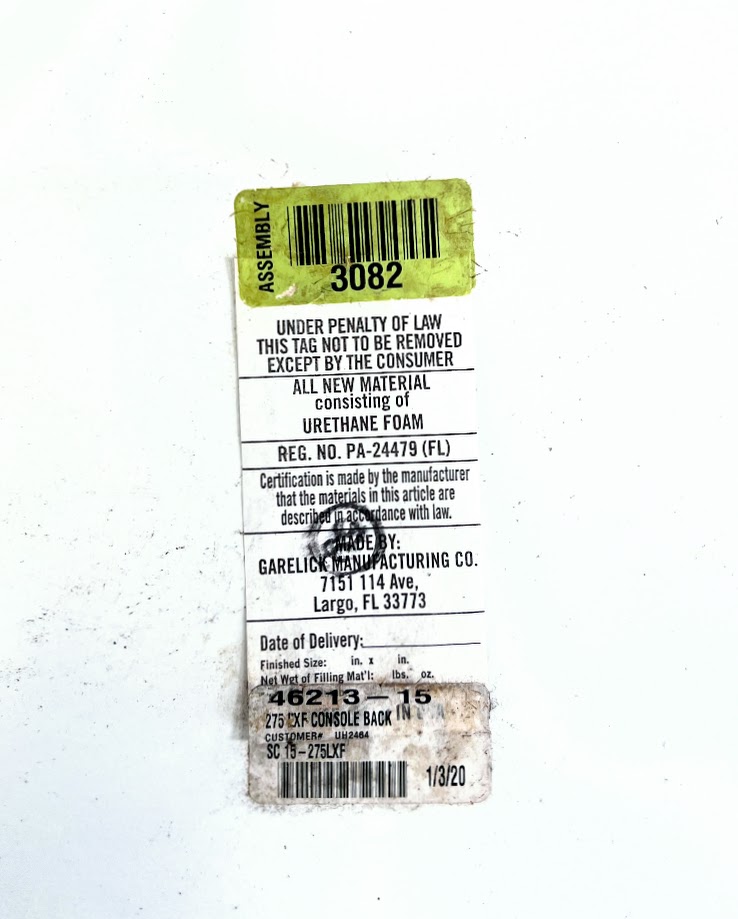 ASSEMBLY
3082
UNDER PENALTY OF LAW
THIS TAG NOT TO BE REMOVED
EXCEPT BY THE CONSUMER
ALL NEW MATERIAL
consisting of
URETHANE FOAM
REG. NO. PA-24479 (FL)
Certification is made by the manufacturer
that the materials in this article are
described in accordance with law.
MADE BY:
GARELICK MANUFACTURING CO.
7151 114 Ave,
Largo, FL 33773
Date of Delivery:
Finished Size: in. x in.
Net Wgt of Filling Mat'l: lbs. oz.
46213-15
275 LXF CONSOLE BACK IN
CUSTOMER# UH2464
SC 15-275LXF
1/3/20